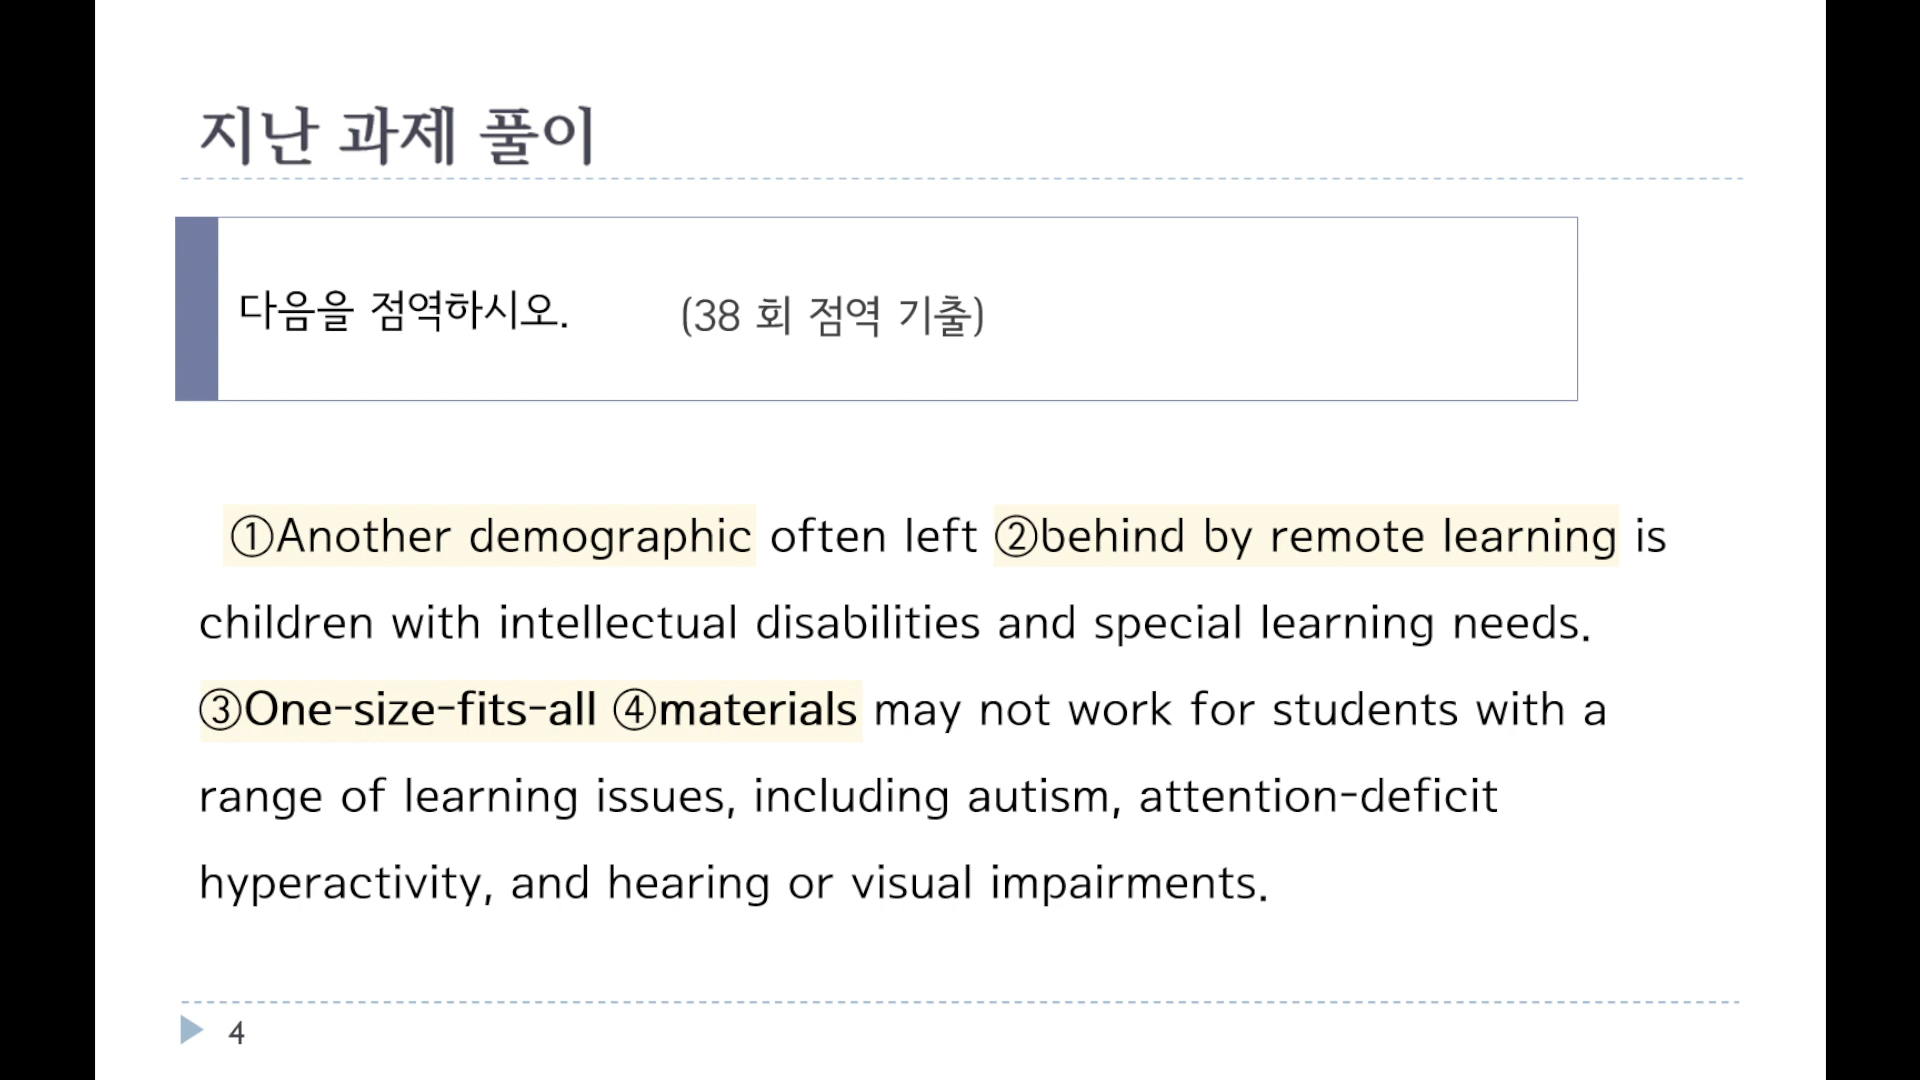 지난 과제 풀이
다음을 점역하시오. (38 회 점역 기출)
①Another demographic often left ②behind by remote learning is
children with intellectual disabilities and special learning needs.
③One-size-fits-all ④materials may not work for students with a
range of learning issues, including autism, attention-deficit
hyperactivity, and hearing or visual impairments.
4